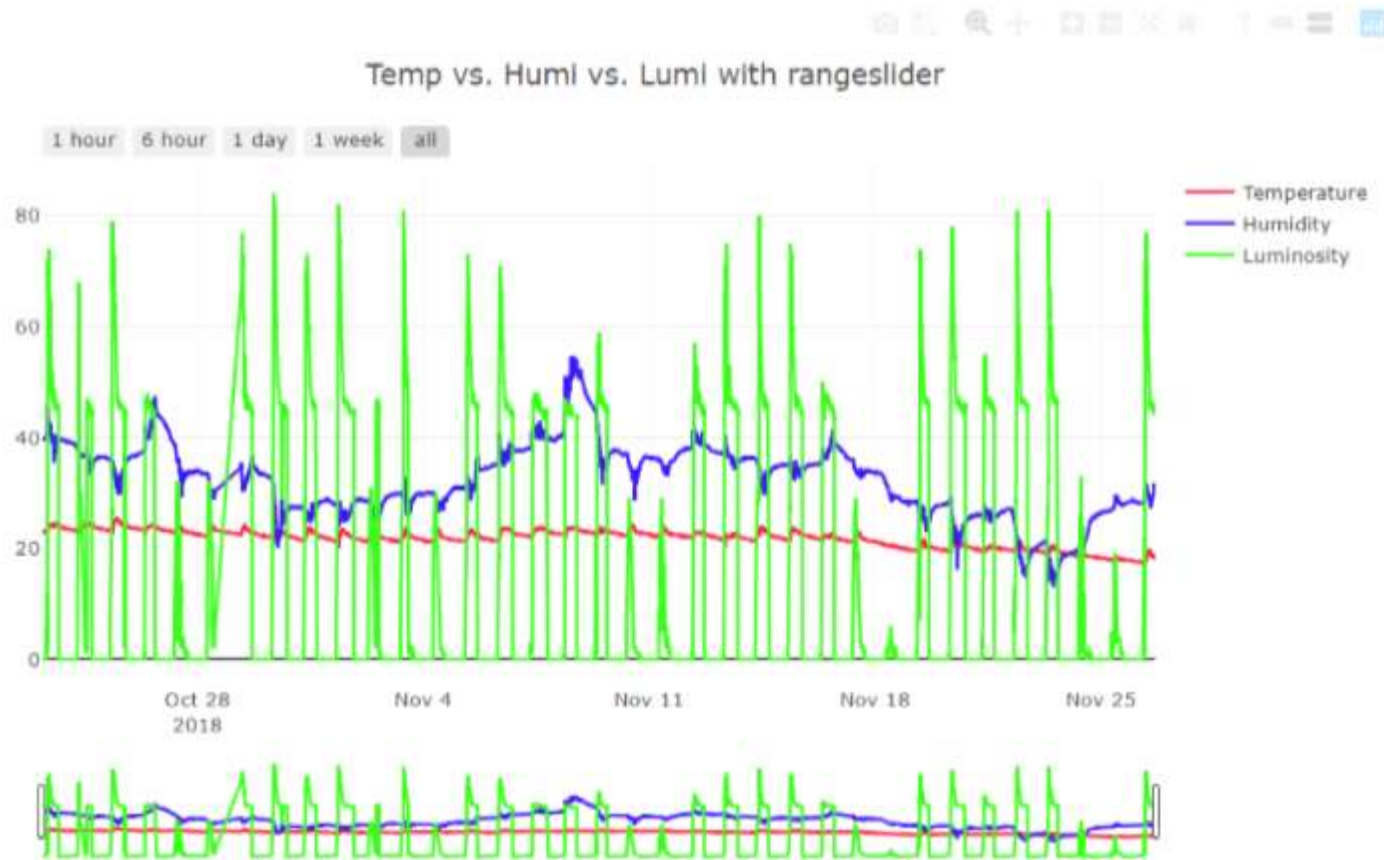 Temp vs. Humi vs. Lumi with rangeslider
1 hour 6 hour 1 day 1 week all
Temperature
Humidity
Luminosity
80
60
40
20
0
Oct 28 Nov 4 Nov 11 Nov 18 Nov 25
2018